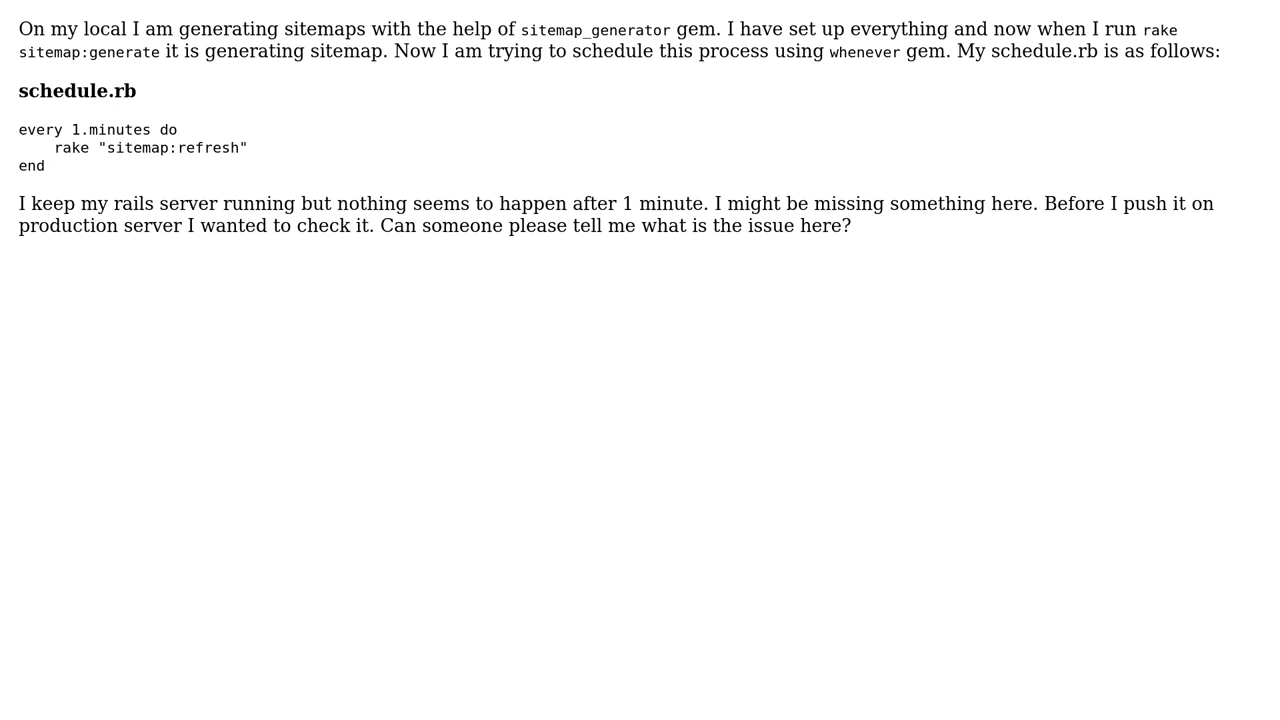 On my local I am generating sitemaps with the help of sitemap_generator gem. I have set up everything and now when I run rake
sitemap:generate it is generating sitemap. Now I am trying to schedule this process using whenever gem. My schedule.rb is as follows:
schedule.rb
every 1.minutes do
    rake "sitemap:refresh"
end
I keep my rails server running but nothing seems to happen after 1 minute. I might be missing something here. Before I push it on
production server I wanted to check it. Can someone please tell me what is the issue here?